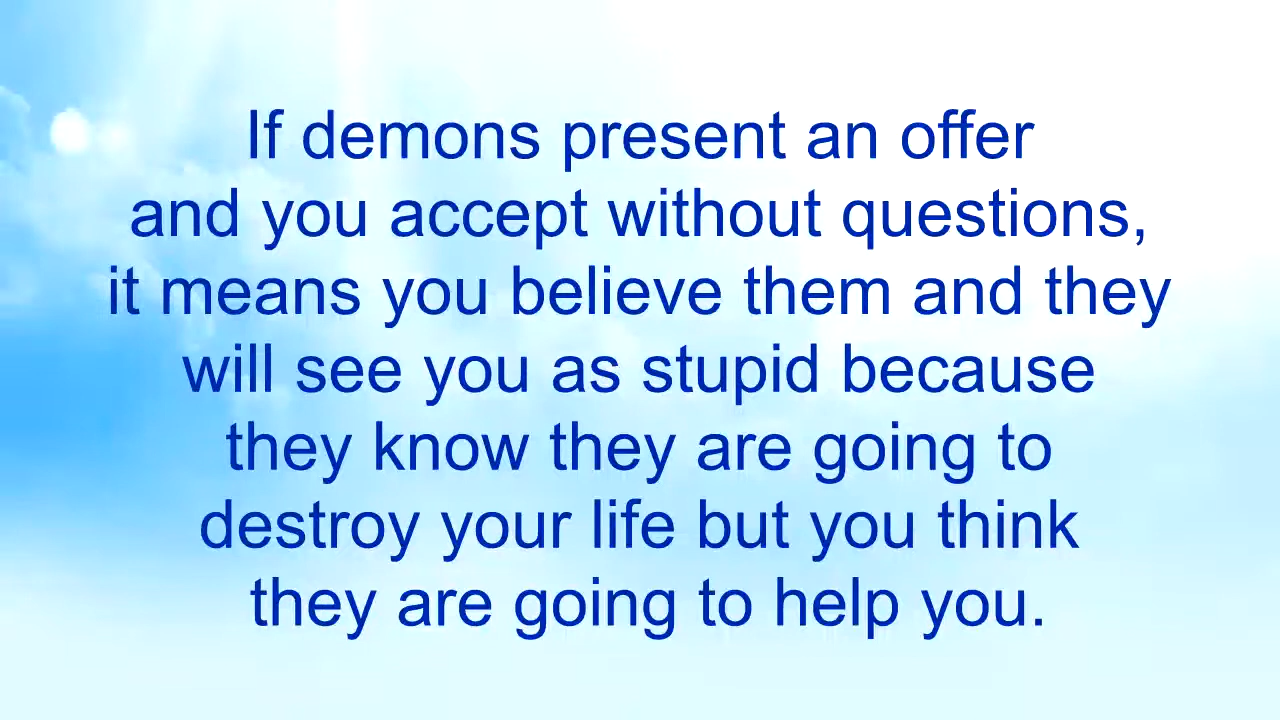 If demons present an offer
and you accept without questions,
it means you believe them and they
will see you as stupid because
they know they are going to
destroy your life but you think
they are going to help you.